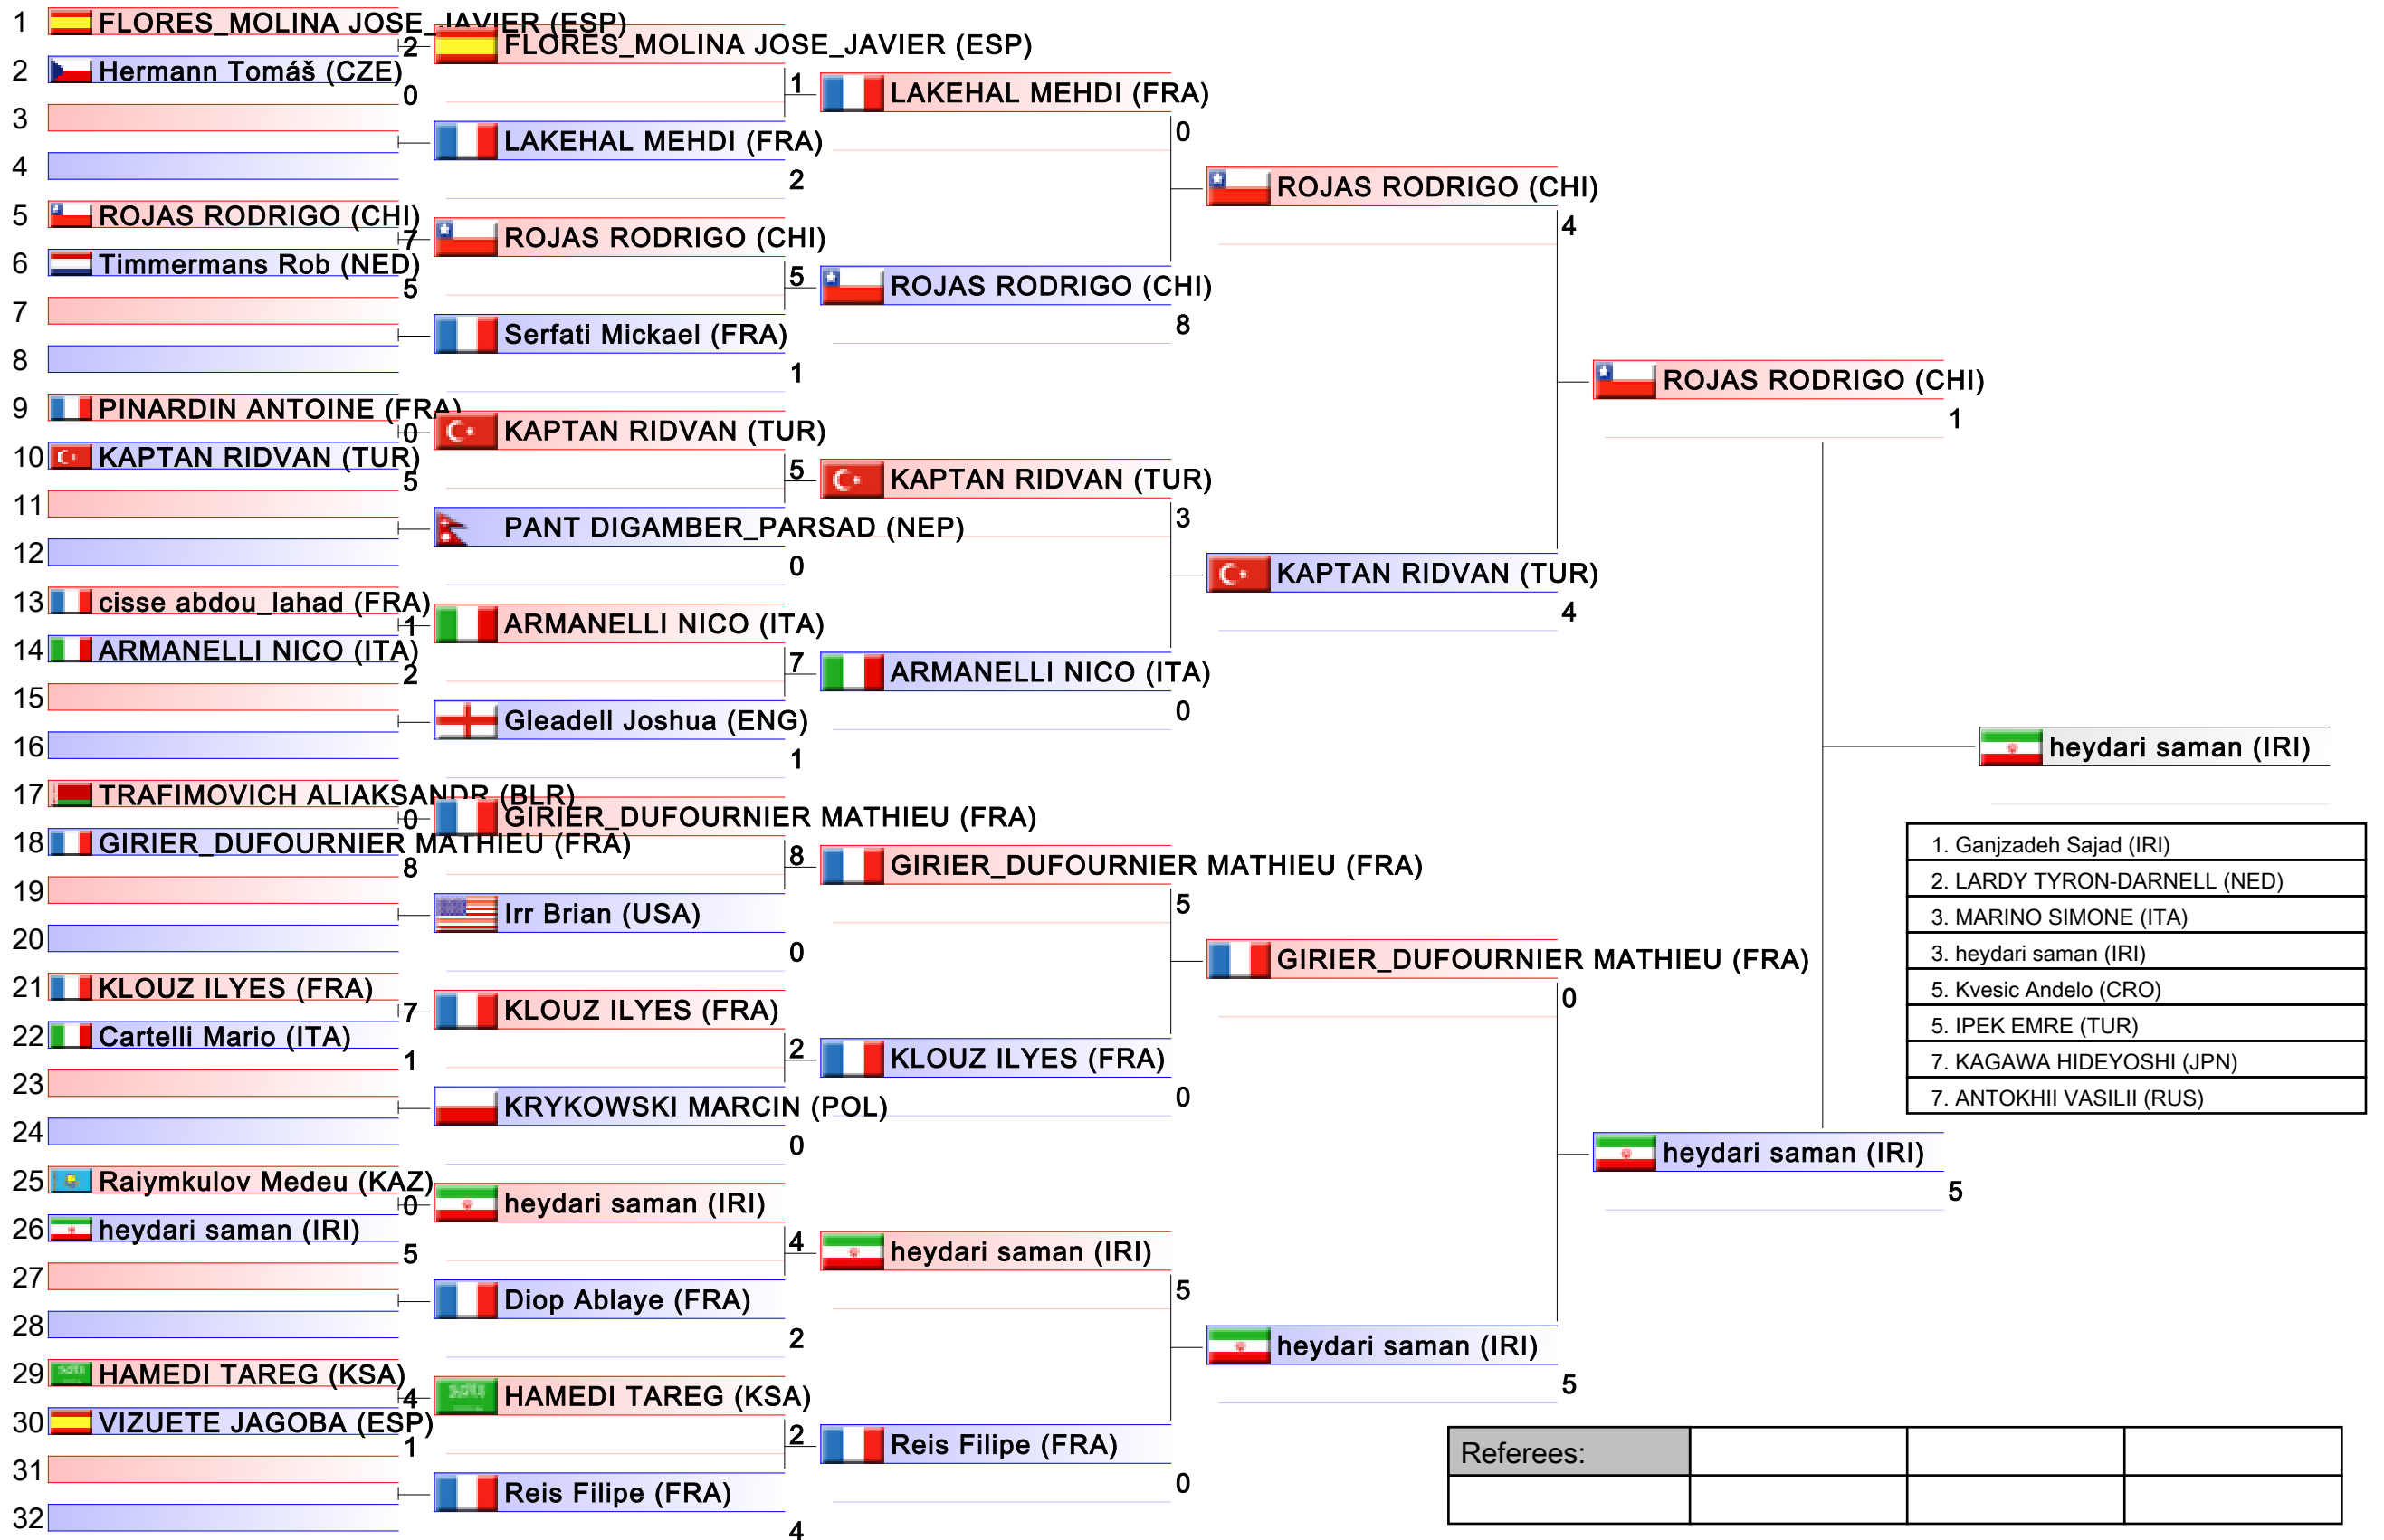 1 FLORES_MOLINA JOSE_JAVIER (ESP)
2
2 Hermann Tomáš (CZE)
0
3
4
5 ROJAS RODRIGO (CHI)
7
6 Timmermans Rob (NED)
5
7
8
9 PINARDIN ANTOINE (FRA)
0
10 KAPTAN RIDVAN (TUR)
5
11
12
13 cisse abdou_lahad (FRA)
1
14 ARMANELLI NICO (ITA)
2
15
16
17 TRAFIMOVICH ALIAKSANDR (BLR)
0
18 GIRIER_DUFOURNIER MATHIEU (FRA)
8
19
20
21 KLOUZ ILYES (FRA)
7
22 Cartelli Mario (ITA)
1
23
24
25 Raiymkulov Medeu (KAZ)
0
26 heydari saman (IRI)
5
27
28
29 HAMEDI TAREG (KSA)
4
30 VIZUETE JAGOBA (ESP)
1
31
32
FLORES_MOLINA JOSE_JAVIER (ESP)
1
LAKEHAL MEHDI (FRA)
2
ROJAS RODRIGO (CHI)
5
Serfati Mickael (FRA)
1
KAPTAN RIDVAN (TUR)
5
PANT DIGAMBER_PARSAD (NEP)
0
ARMANELLI NICO (ITA)
7
Gleadell Joshua (ENG)
1
GIRIER_DUFOURNIER MATHIEU (FRA)
8
Irr Brian (USA)
0
KLOUZ ILYES (FRA)
2
KRYKOWSKI MARCIN (POL)
0
heydari saman (IRI)
4
Diop Ablaye (FRA)
2
HAMEDI TAREG (KSA)
2
Reis Filipe (FRA)
4
LAKEHAL MEHDI (FRA)
0
ROJAS RODRIGO (CHI)
8
KAPTAN RIDVAN (TUR)
3
ARMANELLI NICO (ITA)
0
GIRIER_DUFOURNIER MATHIEU (FRA)
5
KLOUZ ILYES (FRA)
0
heydari saman (IRI)
5
Reis Filipe (FRA)
0
ROJAS RODRIGO (CHI)
4
KAPTAN RIDVAN (TUR)
4
GIRIER_DUFOURNIER MATHIEU (FRA)
0
heydari saman (IRI)
5
ROJAS RODRIGO (CHI)
1
heydari saman (IRI)
5
heydari saman (IRI)
1. Ganjzadeh Sajad (IRI)
2. LARDY TYRON-DARNELL (NED)
3. MARINO SIMONE (ITA)
3. heydari saman (IRI)
5. Kvesic Andelo (CRO)
5. IPEK EMRE (TUR)
7. KAGAWA HIDEYOSHI (JPN)
7. ANTOKHII VASILII (RUS)
Referees: